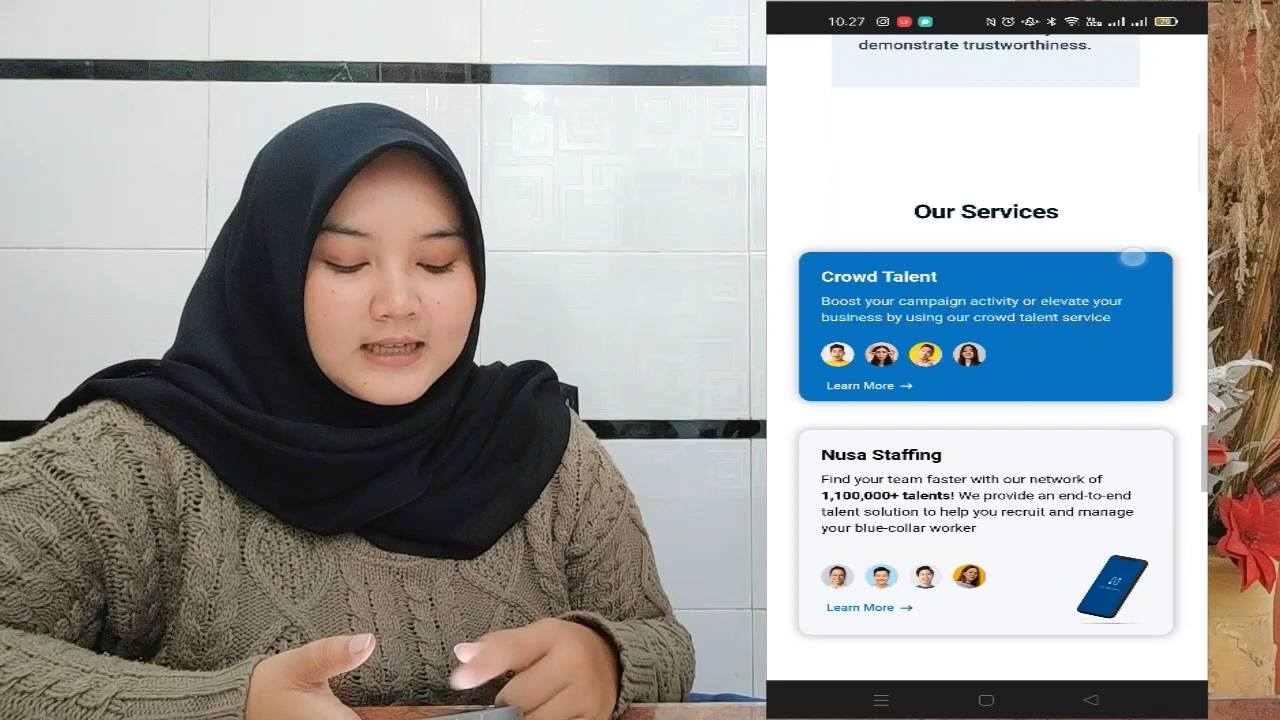 10.27
75
demonstrate trustworthiness.
Our Services
Crowd Talent
Boost your campaign activity or elevate your
business by using our crowd talent service
Learn More →
Nusa Staffing
Find your team faster with our network of
1,100,000+ talents! We provide an end-to-end
talent solution to help you recruit and manage
your blue-collar worker
Learn More →